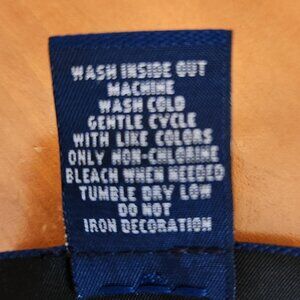 WASH INSIDE OUT
MACHINE
WASH COLD
GENTLE CYCLE
WITH LIKE COLORS
ONLY NON-CHLORINE
BLEACH WHEN NEEDED
TUMBLE DRY LOW
DO NOT
IRON DECORATION